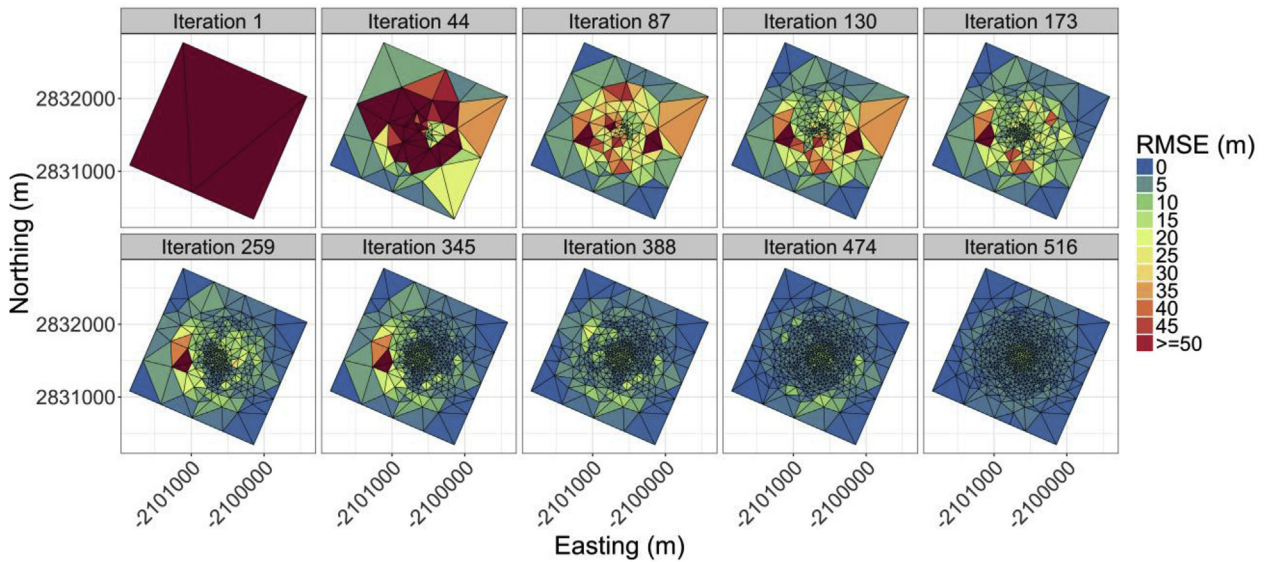 Iteration 1
Iteration 44
Iteration 87
Iteration 130
Iteration 173
2832000
2831000
Iteration 259
Iteration 345
Iteration 388
Iteration 474
Iteration 516
2832000
2831000
-2101000
-2100000
-2101000
-2100000
-2101000
-2100000
-2101000
-2100000
-2101000
-2100000
Easting (m)
Northing (m)
RMSE (m)
0
5
10
15
20
25
30
35
40
45
>=50